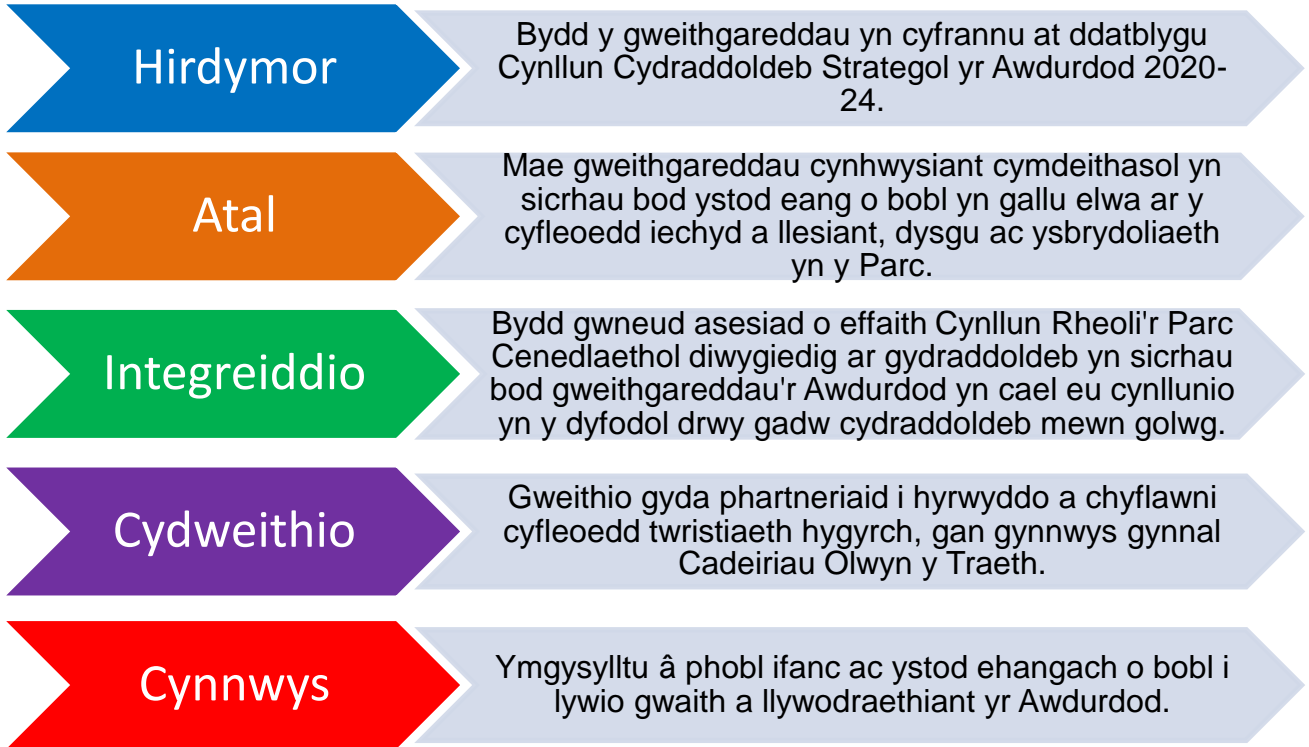 Hirdymor
Bydd y gweithgareddau yn cyfrannu at ddatblygu
Cynllun Cydraddoldeb Strategol yr Awdurdod 2020-
24.
Atal
Mae gweithgareddau cynhwysiant cymdeithasol yn
sicrhau bod ystod eang o bobl yn gallu elwa ar y
cyfleoedd iechyd a llesiant, dysgu ac ysbrydoliaeth
yn y Parc.
Integreiddio
Bydd gwneud asesiad o effaith Cynllun Rheoli'r Parc
Cenedlaethol diwygiedig ar gydraddoldeb yn sicrhau
bod gweithgareddau'r Awdurdod yn cael eu cynllunio
yn y dyfodol drwy gadw cydraddoldeb mewn golwg.
Cydweithio
Gweithio gyda phartneriaid i hyrwyddo a chyflawni
cyfleoedd twristiaeth hygyrch, gan gynnwys gynnal
Cadeiriau Olwyn y Traeth.
Cynnwys
Ymgysylltu â phobl ifanc ac ystod ehangach o bobl i
lywio gwaith a llywodraethiant yr Awdurdod.